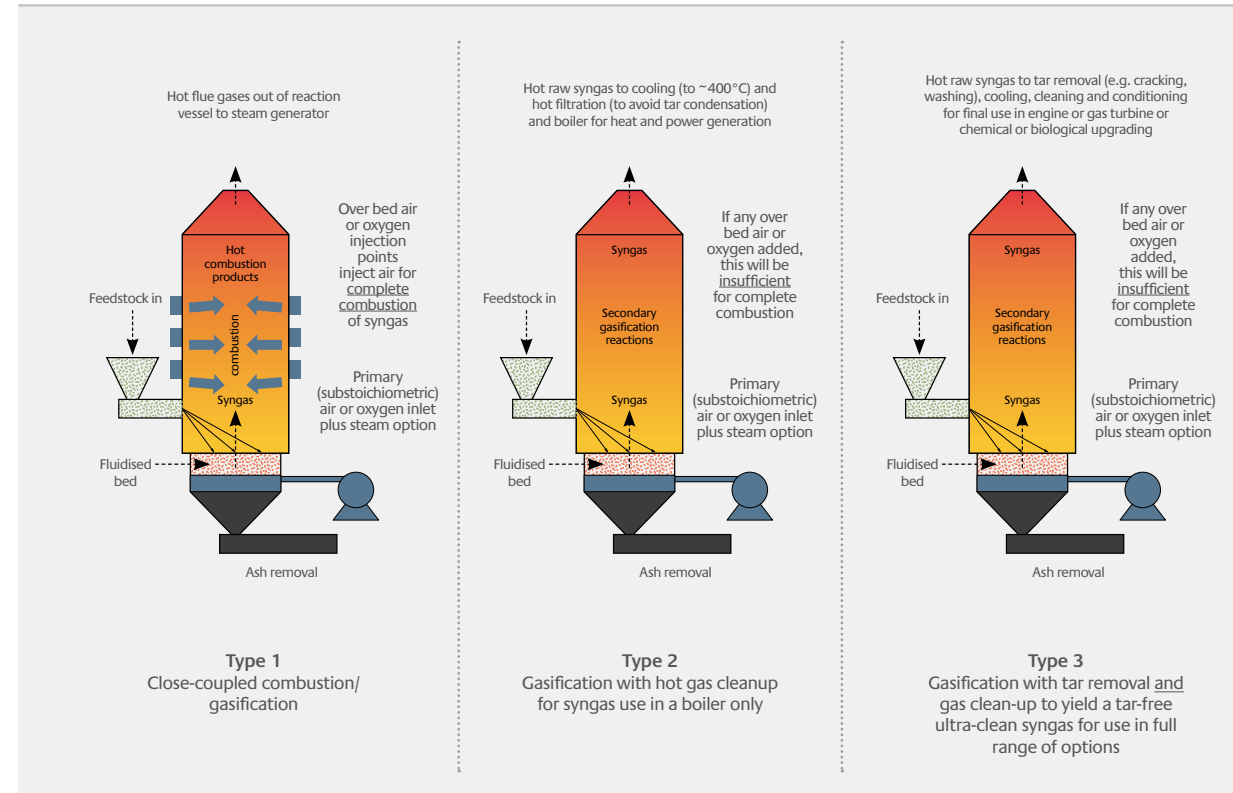 Hot flue gases out of reaction
vessel to steam generator
Over bed air
or oxygen
injection
points
inject air for
complete
combustion
of syngas
Hot
combustion
products
Feedstock in
combustion
Syngas
Primary
(substoichiometric)
air or oxygen inlet
plus steam option
Fluidised
bed
Ash removal
Type 1
Close-coupled combustion/
gasification
Hot raw syngas to cooling (to ~400°C) and
hot filtration (to avoid tar condensation)
and boiler for heat and power generation
If any over
bed air or
oxygen added,
this will be
insufficient
for complete
combustion
Syngas
Feedstock in
Secondary
gasification
reactions
Syngas
Primary
(substoichiometric)
air or oxygen inlet
plus steam option
Fluidised
bed
Ash removal
Type 2
Gasification with hot gas cleanup
for syngas use in a boiler only
Hot raw syngas to tar removal (e.g. cracking,
washing), cooling, cleaning and conditioning
for final use in engine or gas turbine or
chemical or biological upgrading
If any over
bed air or
oxygen
added,
this will be
insufficient
for complete
combustion
Syngas
Feedstock in
Secondary
gasification
reactions
Syngas
Primary
(substoichiometric)
air or oxygen inlet
plus steam option
Fluidised
bed
Ash removal
Type 3
Gasification with tar removal and
gas clean-up to yield a tar-free
ultra-clean syngas for use in full
range of options